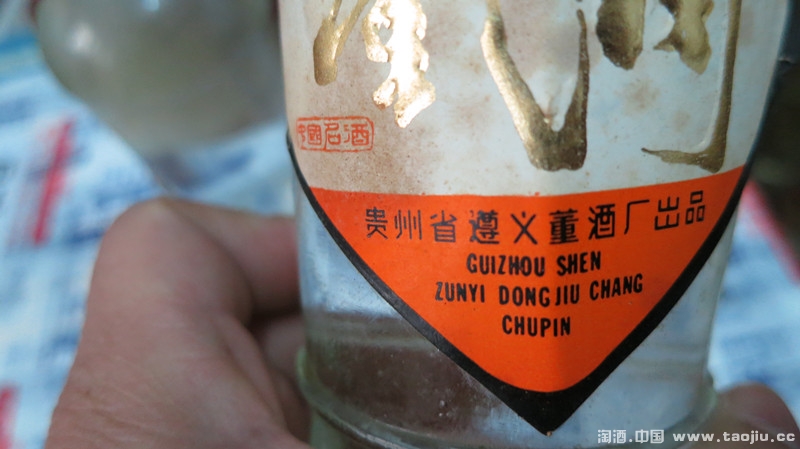 中國名酒
贵州省遵义董酒厂出品
GUIZHOU SHEN
ZUNYI DONGJIU CHANG
CHUPIN
淘酒.中国 www.taojiu.cc